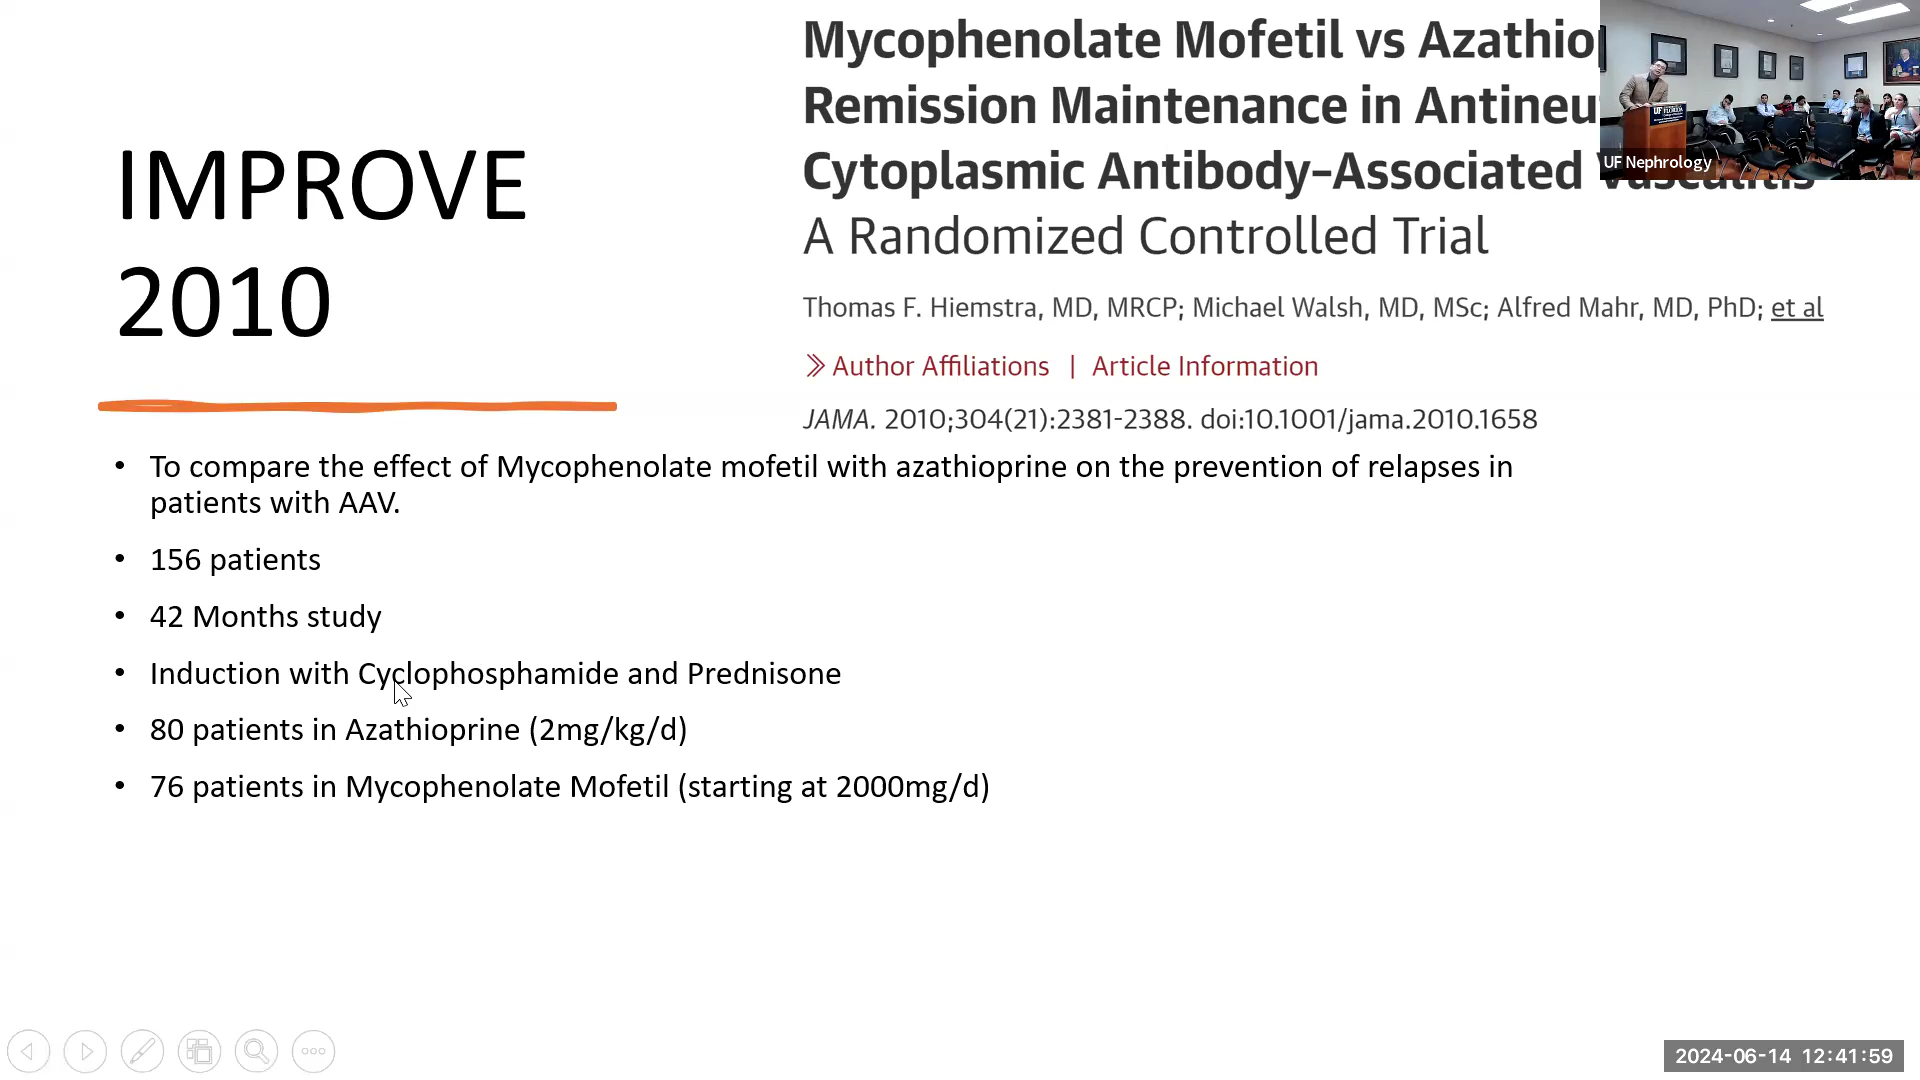 IMPROVE
2010
Mycophenolate Mofetil vs Azathio
Remission Maintenance in Antineu
Cytoplasmic Antibody–Associated
A Randomized Controlled Trial
Thomas F. Hiemstra, MD, MRCP; Michael Walsh, MD, MSc; Alfred Mahr, MD, PhD; et al
Author Affiliations | Article Information
JAMA. 2010;304(21):2381-2388. doi:10.1001/jama.2010.1658
• To compare the effect of Mycophenolate mofetil with azathioprine on the prevention of relapses in
patients with AAV.
• 156 patients
• 42 Months study
• Induction with Cyclophosphamide and Prednisone
• 80 patients in Azathioprine (2mg/kg/d)
• 76 patients in Mycophenolate Mofetil (starting at 2000mg/d)
UF Nephrology
2024-06-14 12:41:59